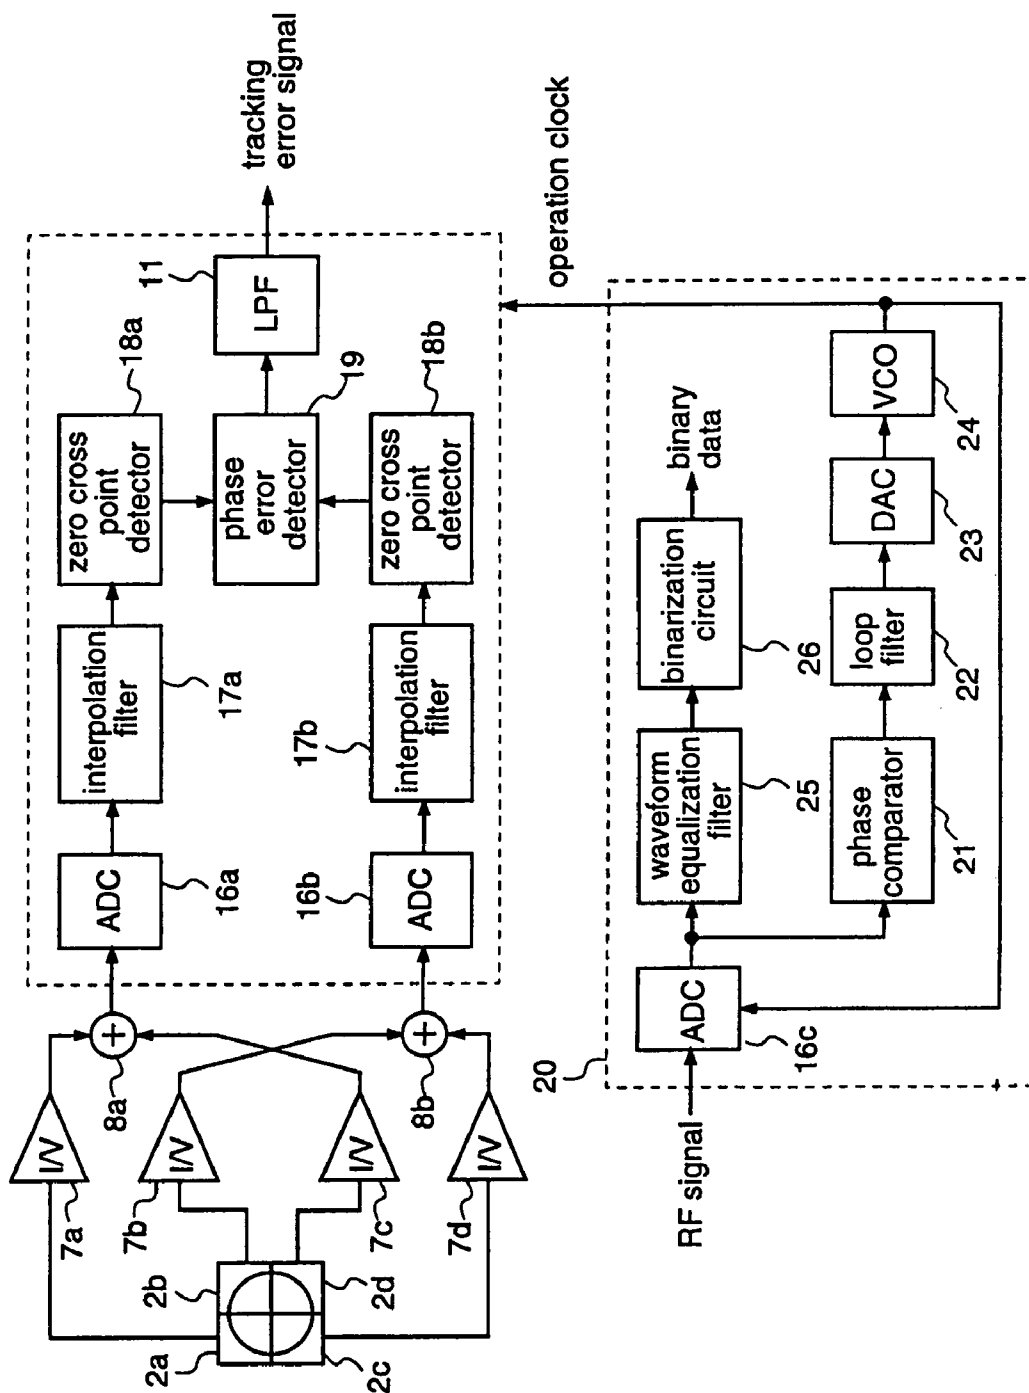 tracking
error signal
11
LPF
18a
zero cross
point
detector
19
phase
error
detector
18b
zero cross
point
detector
interpolation
filter
17a
17b
interpolation
filter
ADC
16a
16b
ADC
+
8a
+
8b
I/V
7a
I/V
7b
I/V
7c
I/V
7d
2a
2b
2c
2d
operation clock
20
RF signal
ADC
16c
waveform
equalization
filter
25
binarization
circuit
26
binary
data
phase
comparator
21
loop
filter
22
DAC
23
VCO
24